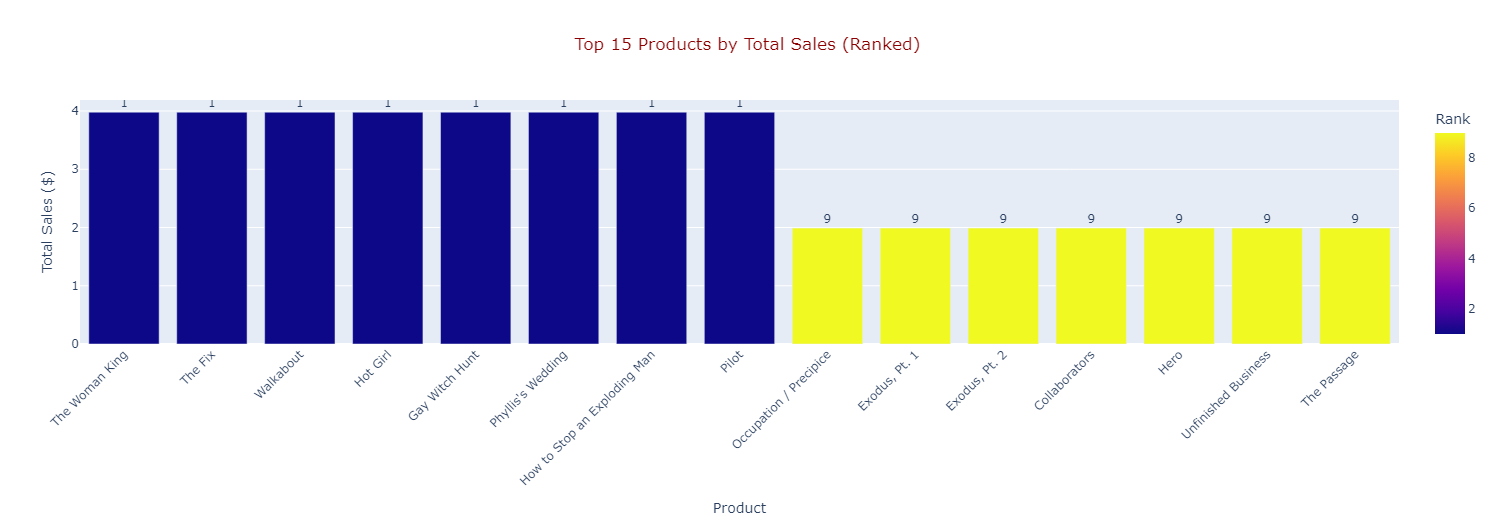 Top 15 Products by Total Sales (Ranked)
1 1 1 1 1 1 1 1
9 9 9 9 9 9 9
Total Sales ($)
4
3
2
1
0
The Woman King
The Fix
Walkabout
Hot Girl
Gay Witch Hunt
Phyllis's Wedding
How to Stop an Exploding Man
Pilot
Occupation / Precipice
Exodus, Pt. 1
Exodus, Pt. 2
Collaborators
Hero
Unfinished Business
The Passage
Product
Rank
8
6
4
2